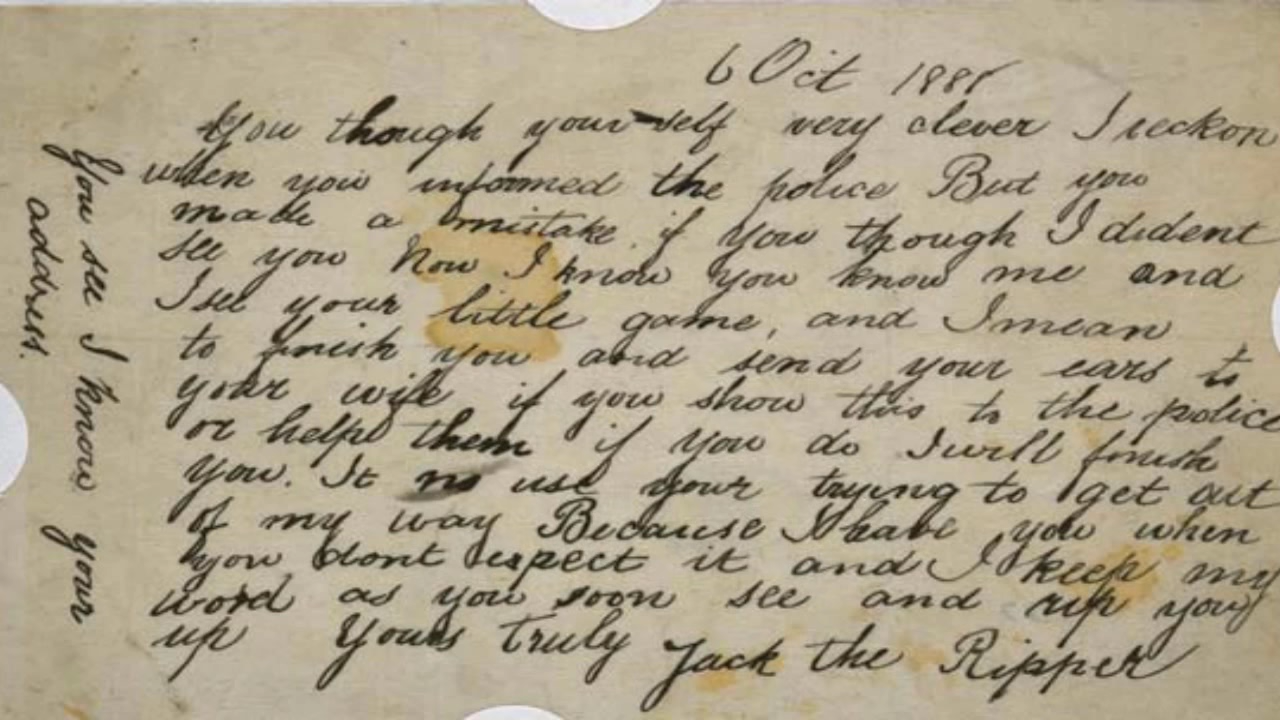 6 Oct 1888
You though your-self very clever I reckon
when you informed the police But you
made a mistake if you though I dident
see you Now I know you know me and
I see your little game, and I mean
to finish you and send your ears to
your wife if you show this to the police
or help them if you do I will finish
you. It no use your trying to get out
of my way Because I have you when
you dont expect it and I keep my
word as you soon see and rip you
up Yours truly Jack the Ripper
You see I know your
address.